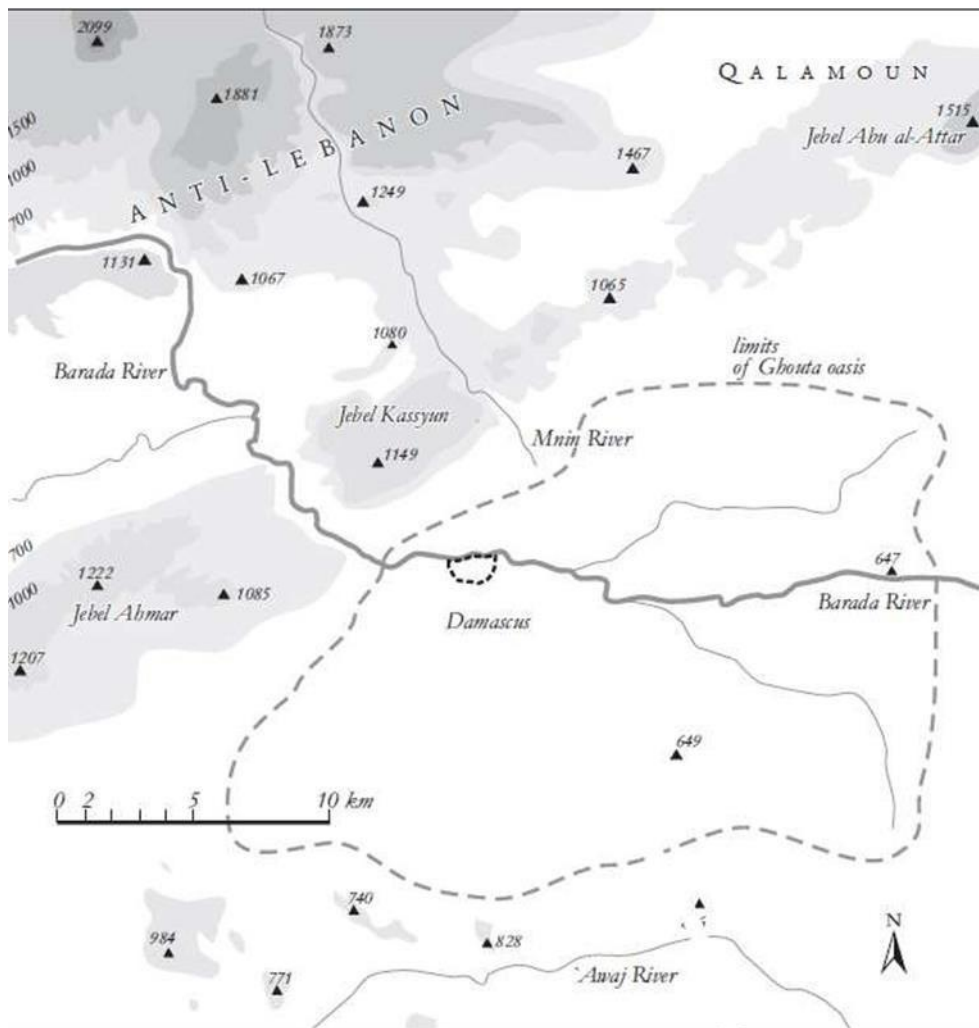 2099
1873
QALAMOUN
1881
1515
Jebel Abu al-Attar
1500
ANTI-LEBANON
1000
1467
1249
700
1131
1067
1065
1080
limits
of Ghouta oasis
Barada River
Jebel Kassyun
Mnin River
1149
700
647
1222
1085
1000
Jebel Ahmar
Barada River
Damascus
1207
649
0 2 5 10 km
740
984
828
N
Awaj River
771